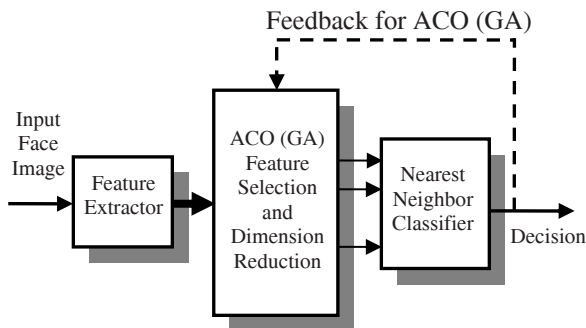 Feedback for ACO (GA)
Input
Face
Image
Feature
Extractor
ACO (GA)
Feature
Selection
and
Dimension
Reduction
Nearest
Neighbor
Classifier
Decision